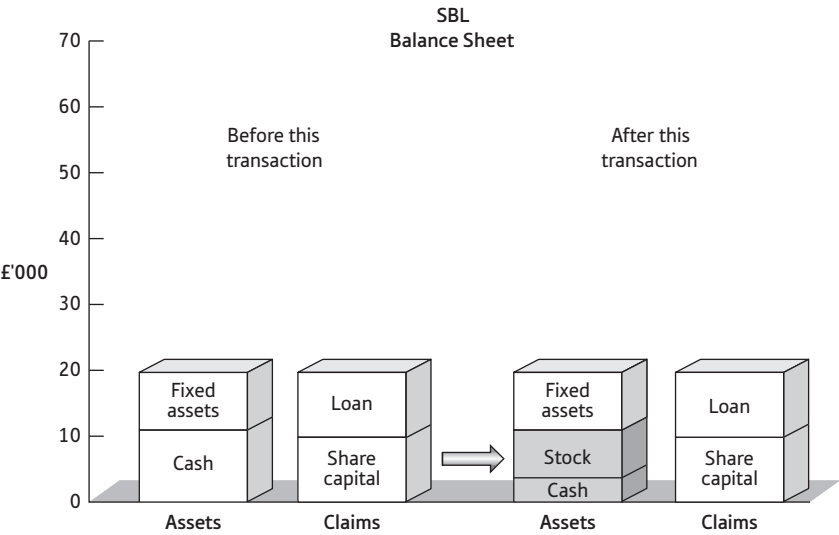 SBL
Balance Sheet
70
60
50
40
30
20
10
0
£'000
Before this
transaction
After this
transaction
Fixed
assets
Cash
Loan
Share
capital
Fixed
assets
Stock
Cash
Loan
Share
capital
Assets
Claims
Assets
Claims